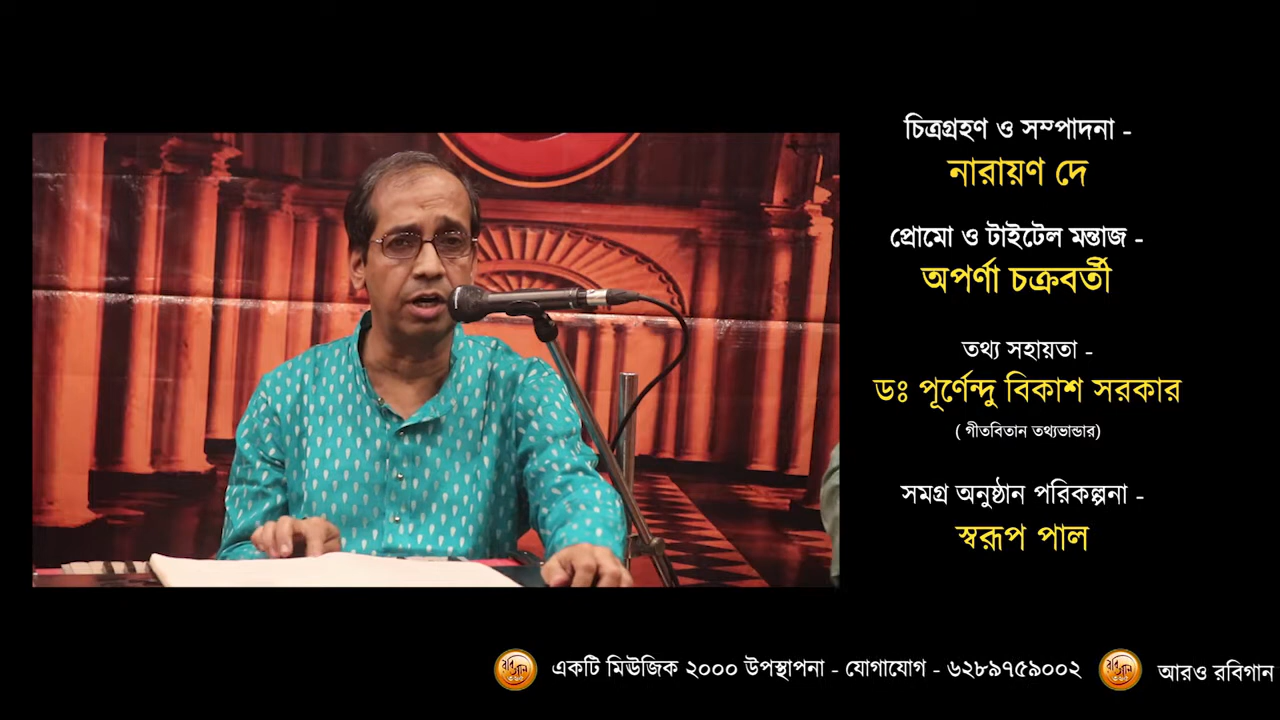 চিত্রগ্রহণ ও সম্পাদনা -
নারায়ণ দে
প্রোমো ও টাইটেল মন্তাজ -
অপর্ণা চক্রবর্তী
তথ্য সহায়তা -
ডঃ পূর্ণেন্দু বিকাশ সরকার
( গীতবিতান তথ্যভান্ডার)
সমগ্র অনুষ্ঠান পরিকল্পনা -
স্বরূপ পাল
একটি মিউজিক ২০০০ উপস্থাপনা - যোগাযোগ - ৬২৮৯৭৫৯০০২ আরও রবিগান